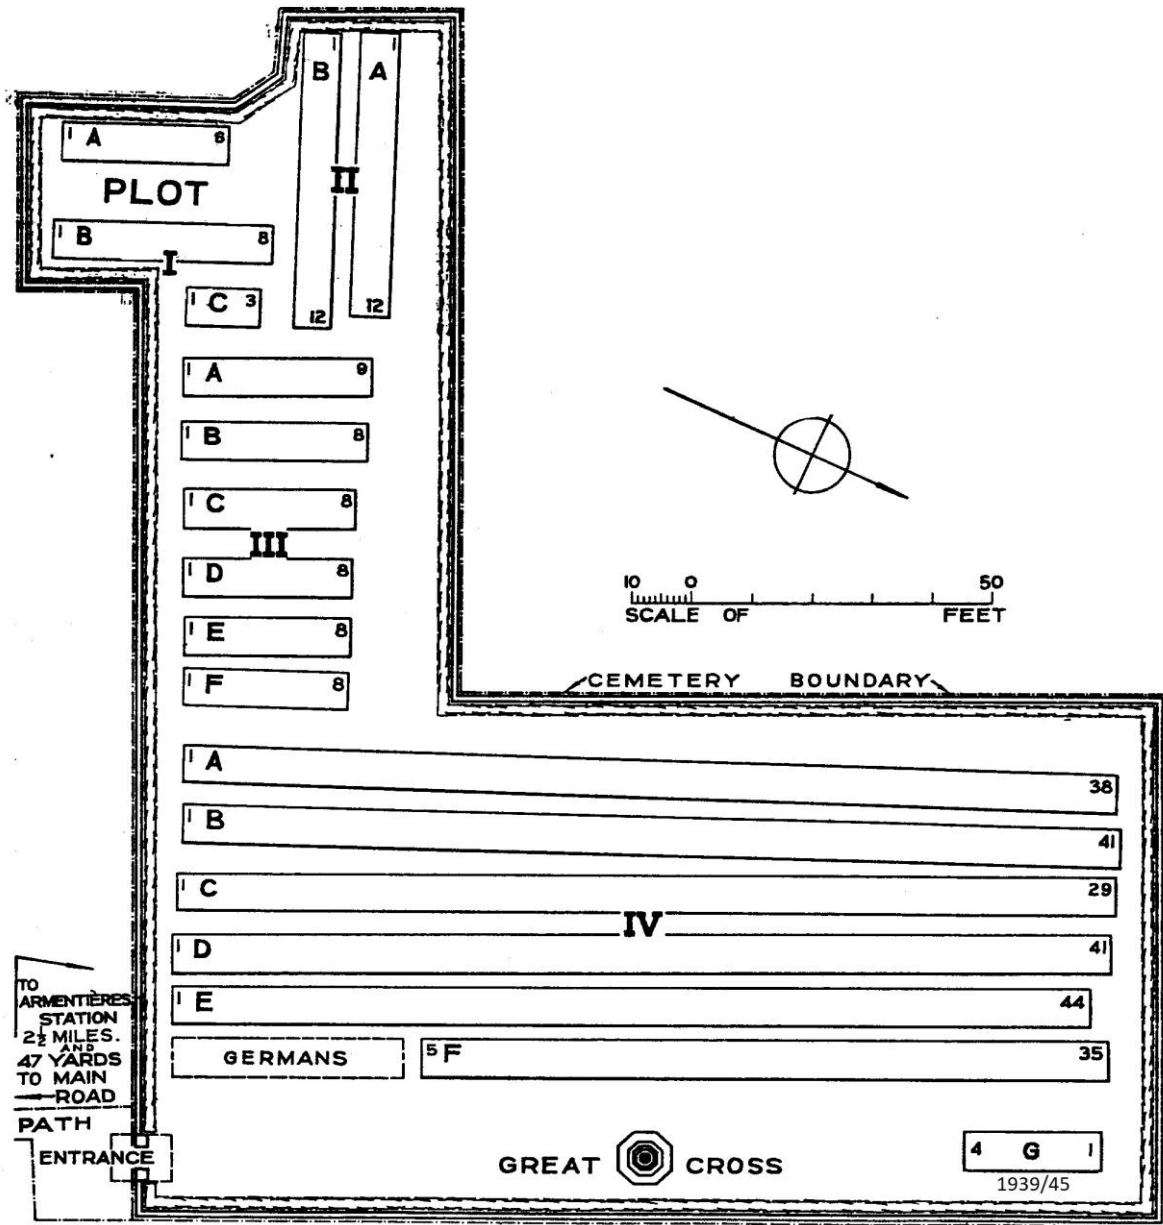 1 B
1 A
1 A 6
PLOT
II
1 B 8
I
1 C 3
12
12
1 A 9
1 B 8
1 C 8
III
1 D 8
1 E 8
1 F 8
10 0 50
SCALE OF FEET
CEMETERY BOUNDARY
1 A 38
1 B 41
1 C 29
IV
1 D 41
1 E 44
GERMANS
5 F 35
TO
ARMENTIÈRES
STATION
2½ MILES.
AND
47 YARDS
TO MAIN
ROAD
PATH
ENTRANCE
GREAT CROSS
4 G 1
1939/45